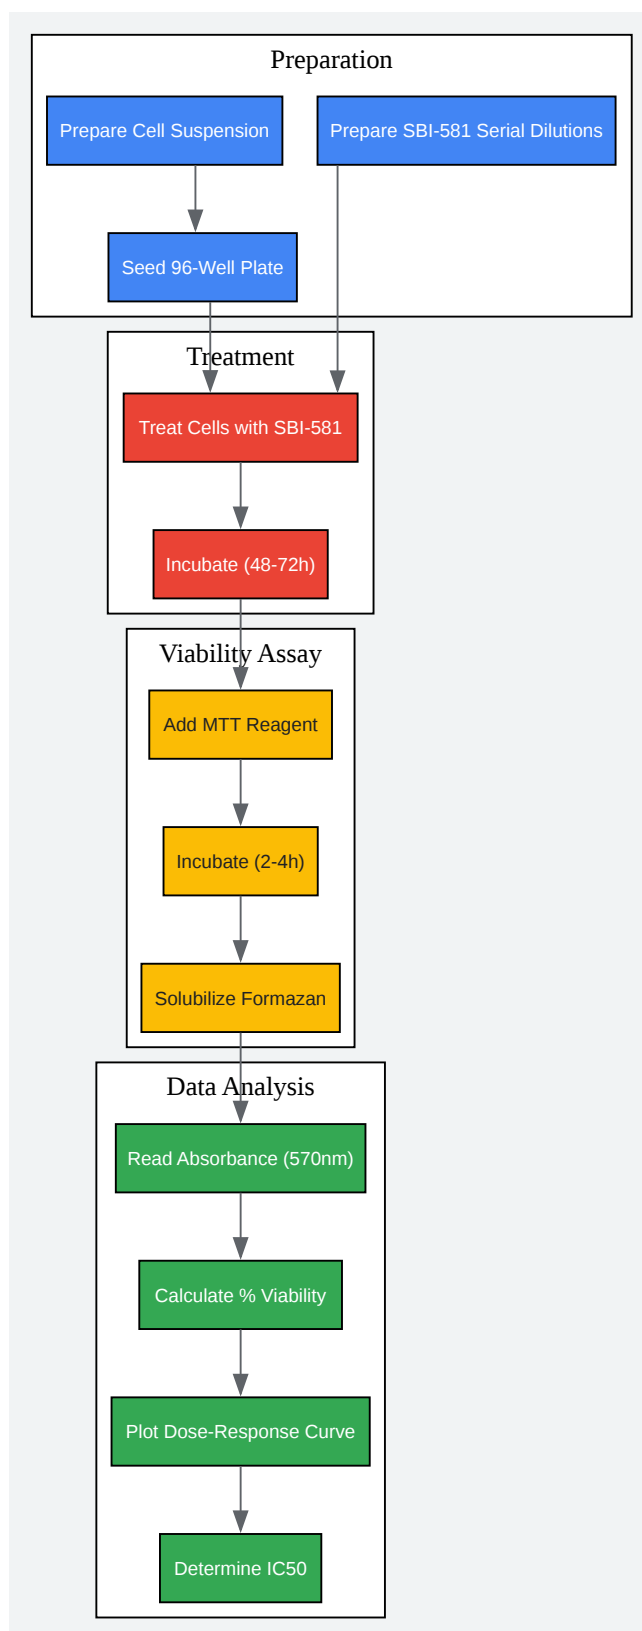 Preparation
Prepare Cell Suspension
Prepare SBI-581 Serial Dilutions
Seed 96-Well Plate
Treatment
Treat Cells with SBI-581
Incubate (48-72h)
Viability Assay
Add MTT Reagent
Incubate (2-4h)
Solubilize Formazan
Data Analysis
Read Absorbance (570nm)
Calculate % Viability
Plot Dose-Response Curve
Determine IC50